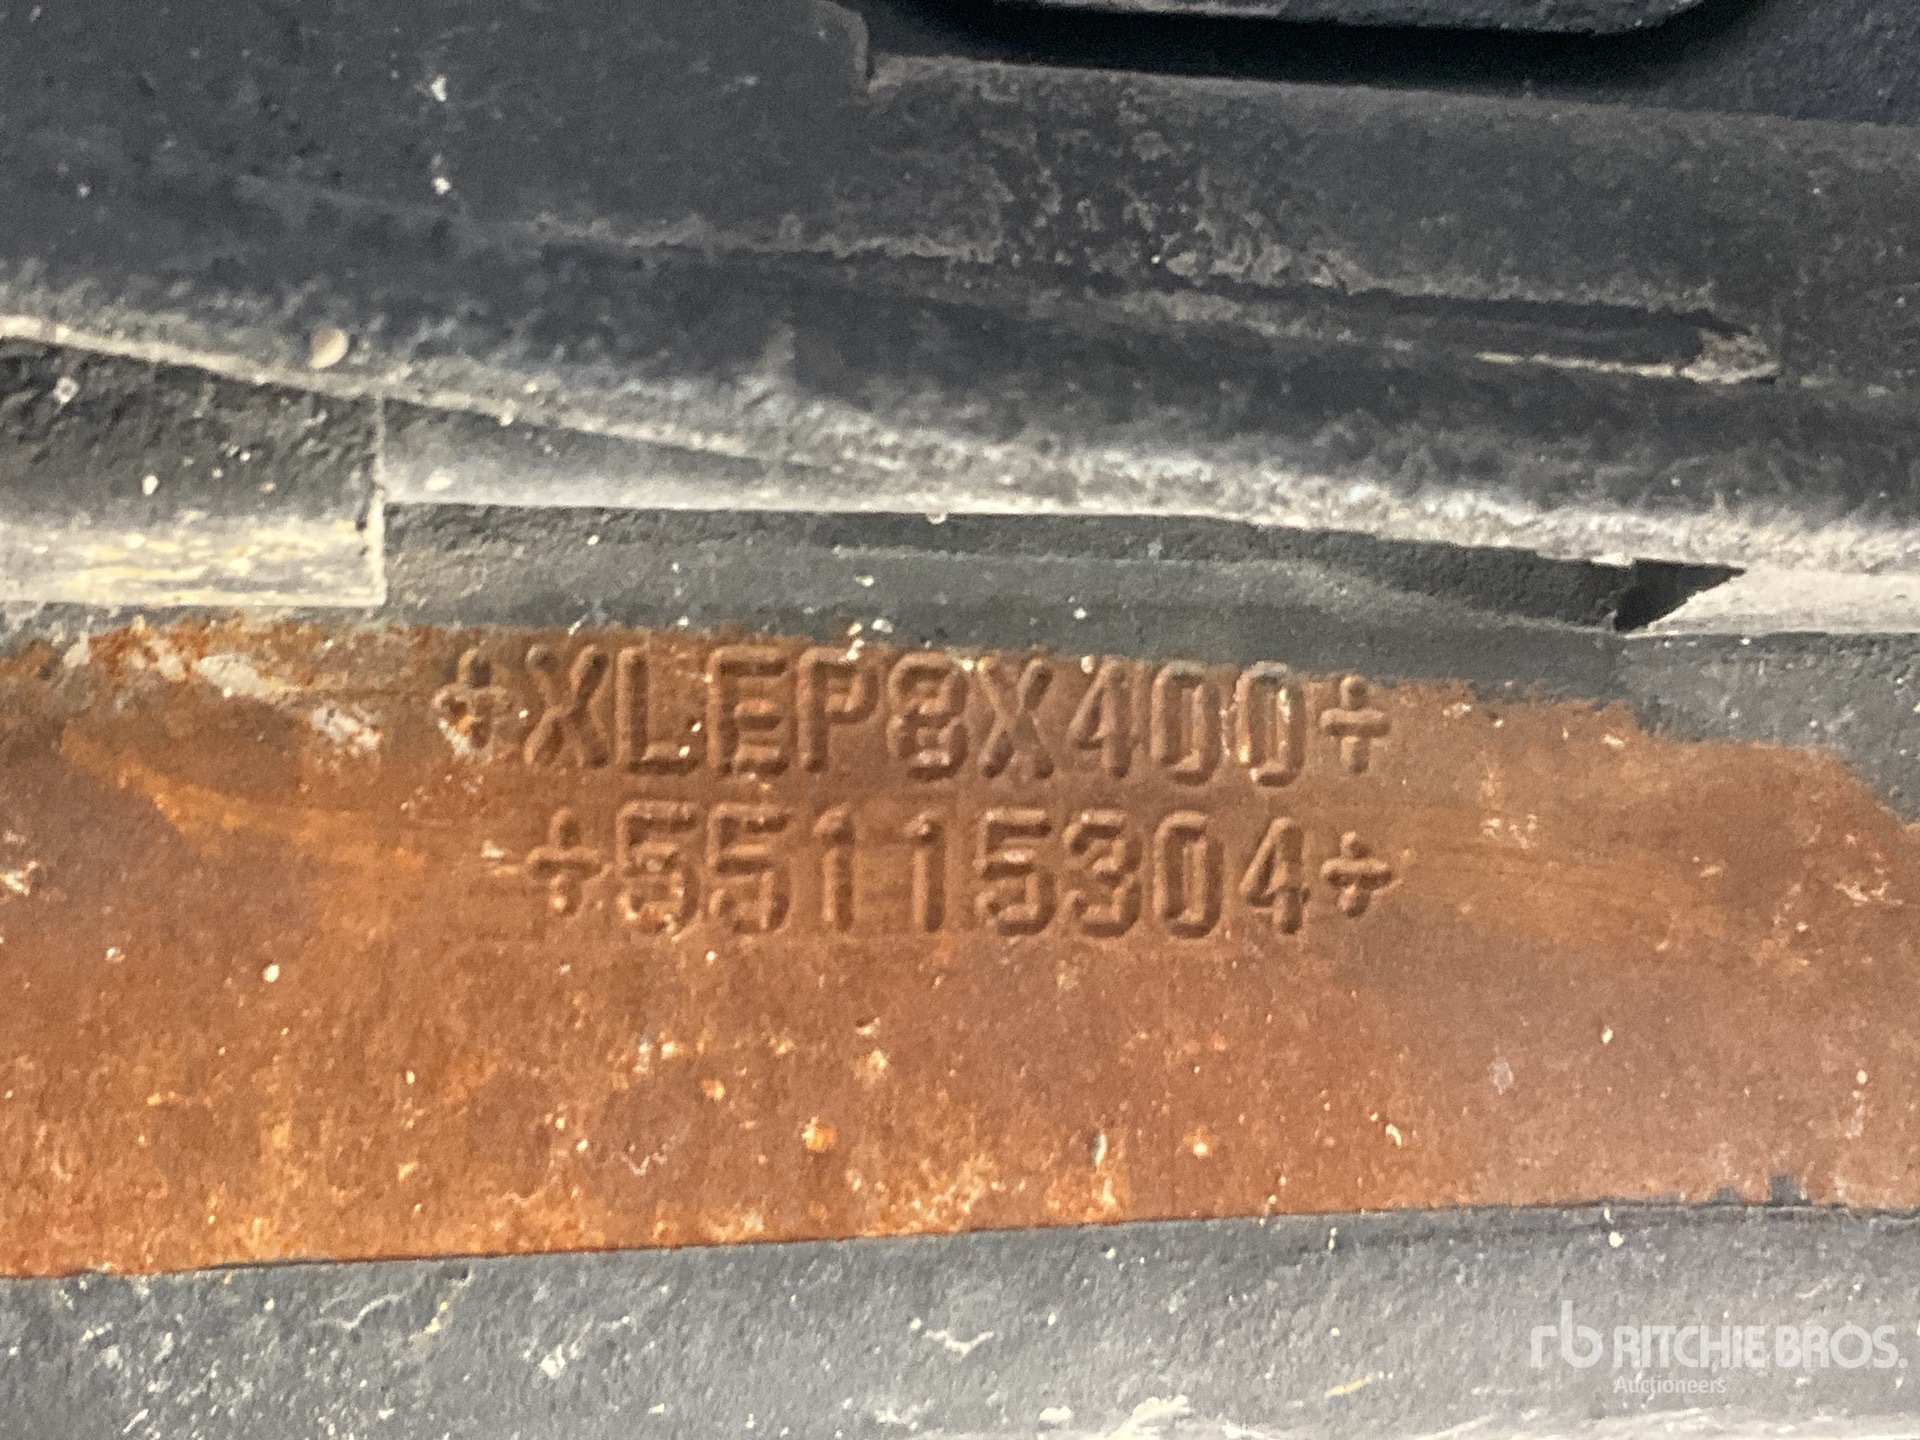 +XLEP8X400+
+55115304+
rb RITCHIE BROS.
Auctioneers